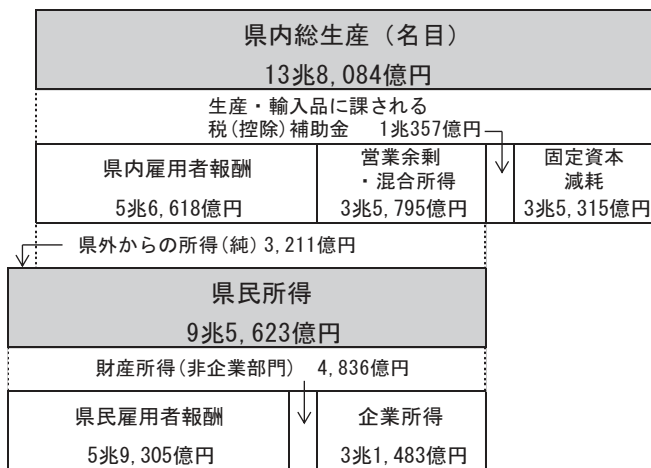 県内総生産（名目）
13兆8,084億円
生産・輸入品に課される
税(控除)補助金　1兆357億円
県内雇用者報酬
5兆6,618億円
営業余剰
・混合所得
3兆5,795億円
固定資本
減耗
3兆5,315億円
県外からの所得(純) 3,211億円
県民所得
9兆5,623億円
財産所得(非企業部門)　4,836億円
県民雇用者報酬
5兆9,305億円
企業所得
3兆1,483億円